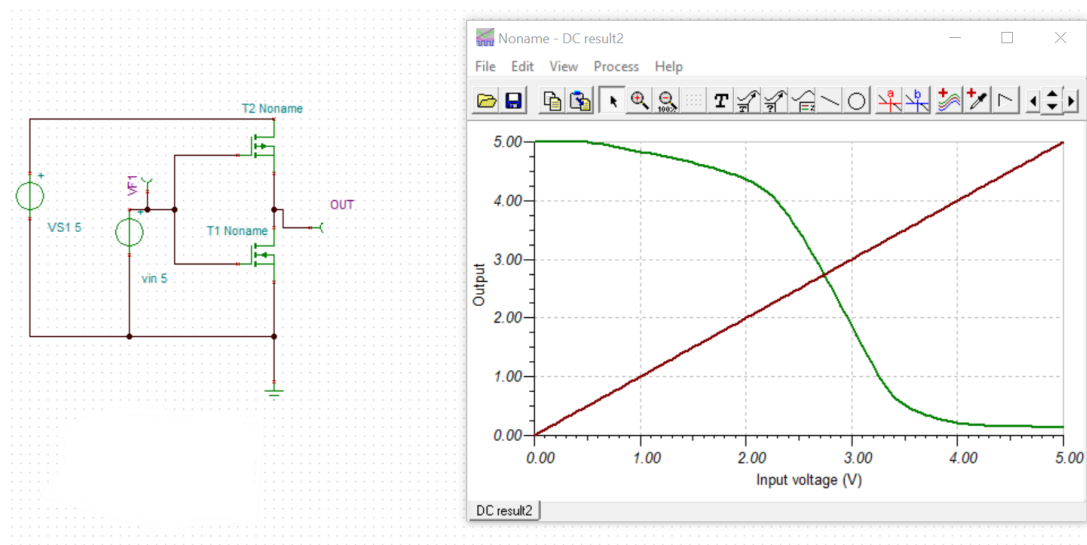 T2 Noname
VF1
+
VS1 5
+
vin 5
T1 Noname
OUT
Noname - DC result2
File Edit View Process Help
100%
T
a
b
5.00
4.00
3.00
2.00
1.00
0.00
Output
0.00 1.00 2.00 3.00 4.00 5.00
Input voltage (V)
DC result2